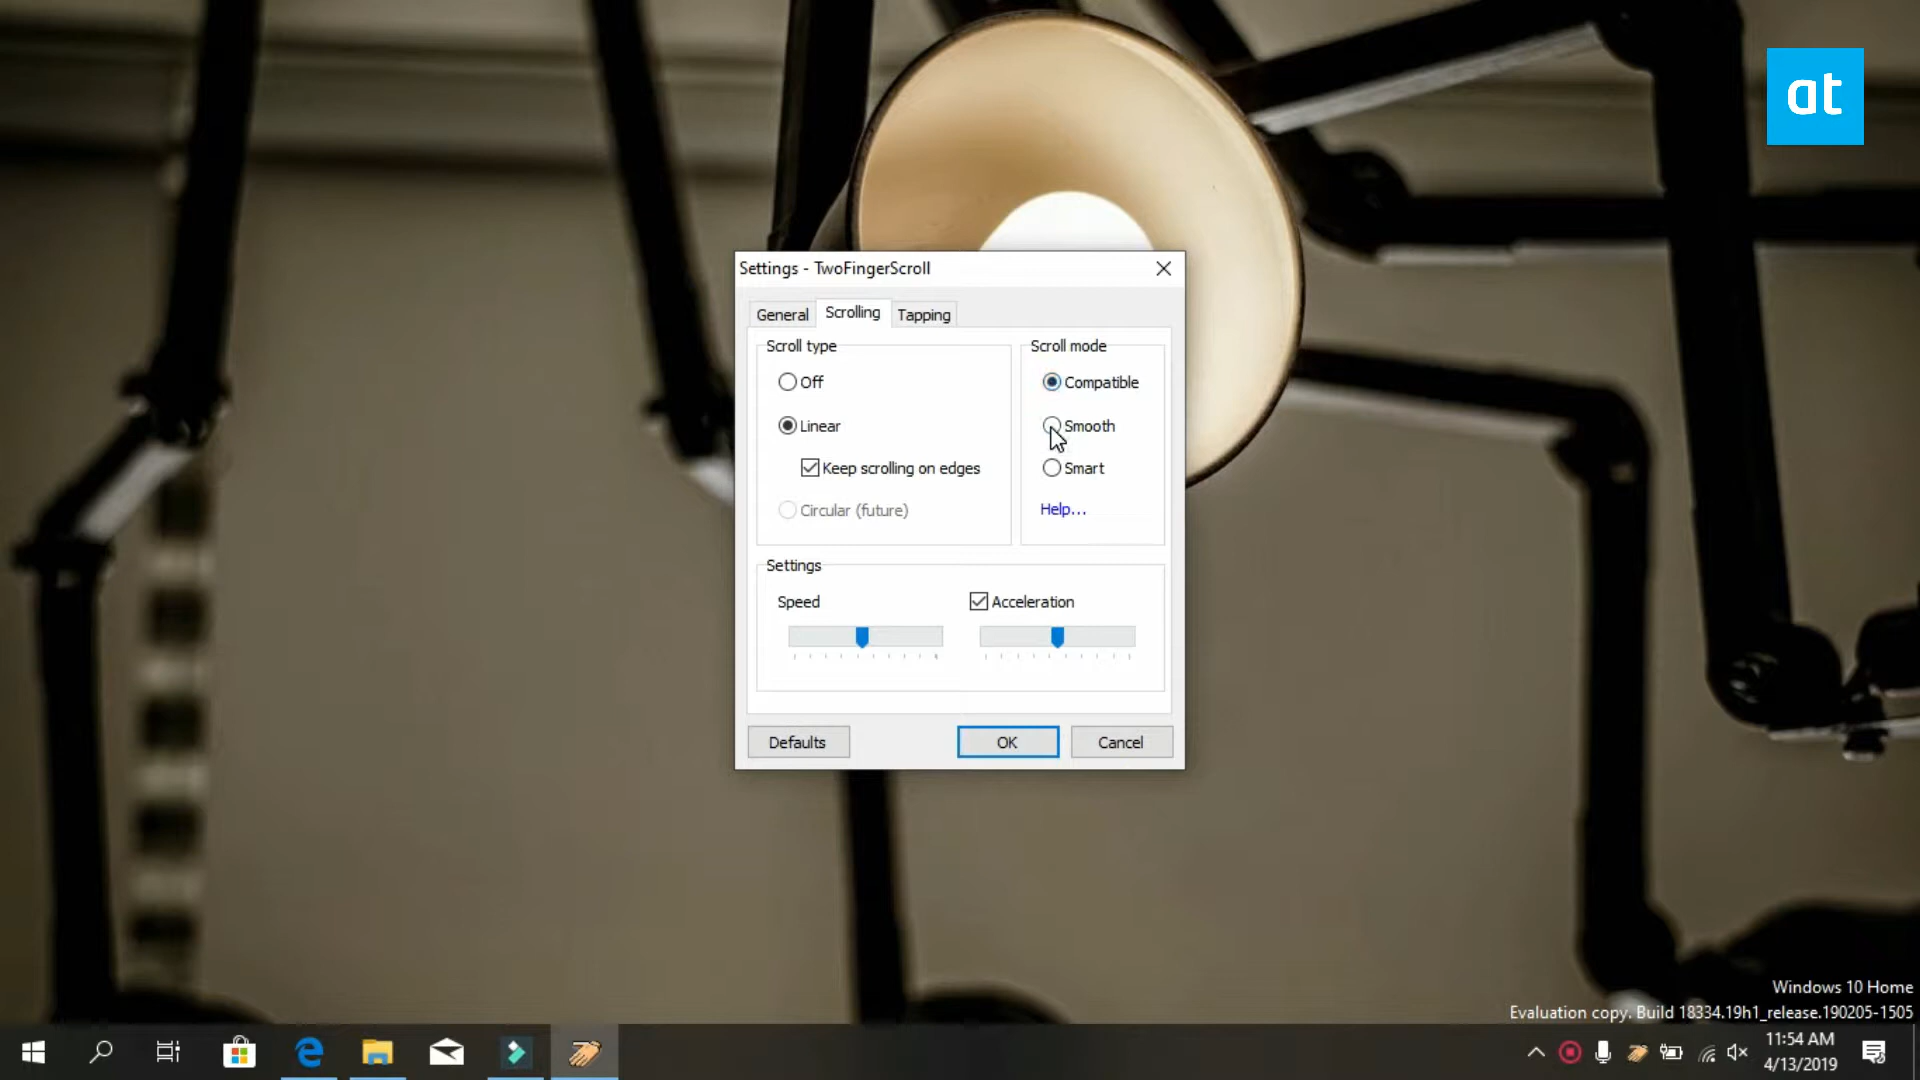 at
Settings - TwoFingerScroll
General
Scrolling
Tapping
Scroll type
Off
Linear
Keep scrolling on edges
Circular (future)
Scroll mode
Compatible
Smooth
Smart
Help...
Settings
Speed
Acceleration
Defaults
OK
Cancel
Windows 10 Home
Evaluation copy. Build 18334.19h1_release.190205-1505
11:54 AM
4/13/2019